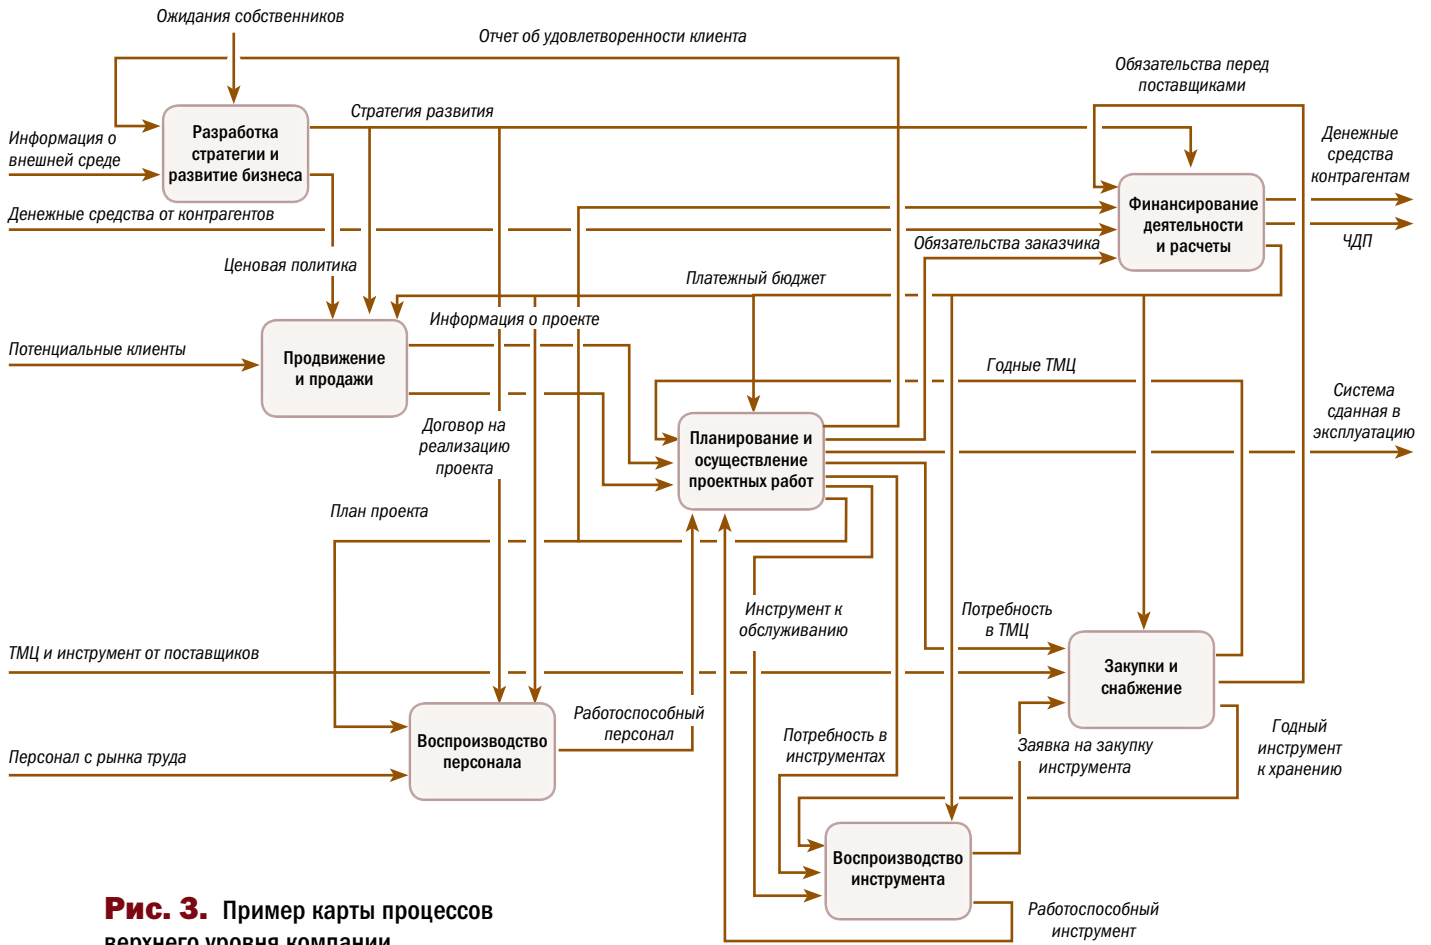 Ожидания собственников
Отчет об удовлетворенности клиента
Обязательства перед
поставщиками
Стратегия развития
Разработка
стратегии и
развитие бизнеса
Информация о
внешней среде
Денежные
средства
контрагентам
Финансирование
деятельности
и расчеты
Денежные средства от контрагентов
Обязательства заказчика
ЧДП
Ценовая политика
Платежный бюджет
Информация о проекте
Потенциальные клиенты
Продвижение
и продажи
Годные ТМЦ
Система
сданная в
эксплуатацию
Договор на
реализацию
проекта
Планирование и
осуществление
проектных работ
План проекта
Инструмент к
обслуживанию
Потребность
в ТМЦ
ТМЦ и инструмент от поставщиков
Закупки и
снабжение
Работоспособный
персонал
Воспроизводство
персонала
Персонал с рынка труда
Потребность в
инструментах
Заявка на закупку
инструмента
Годный
инструмент
к хранению
Воспроизводство
инструмента
Работоспособный
инструмент
Рис. 3. Пример карты процессов
верхнего уровня компании